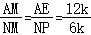 AM/NM = AE/NP = 12k/6k